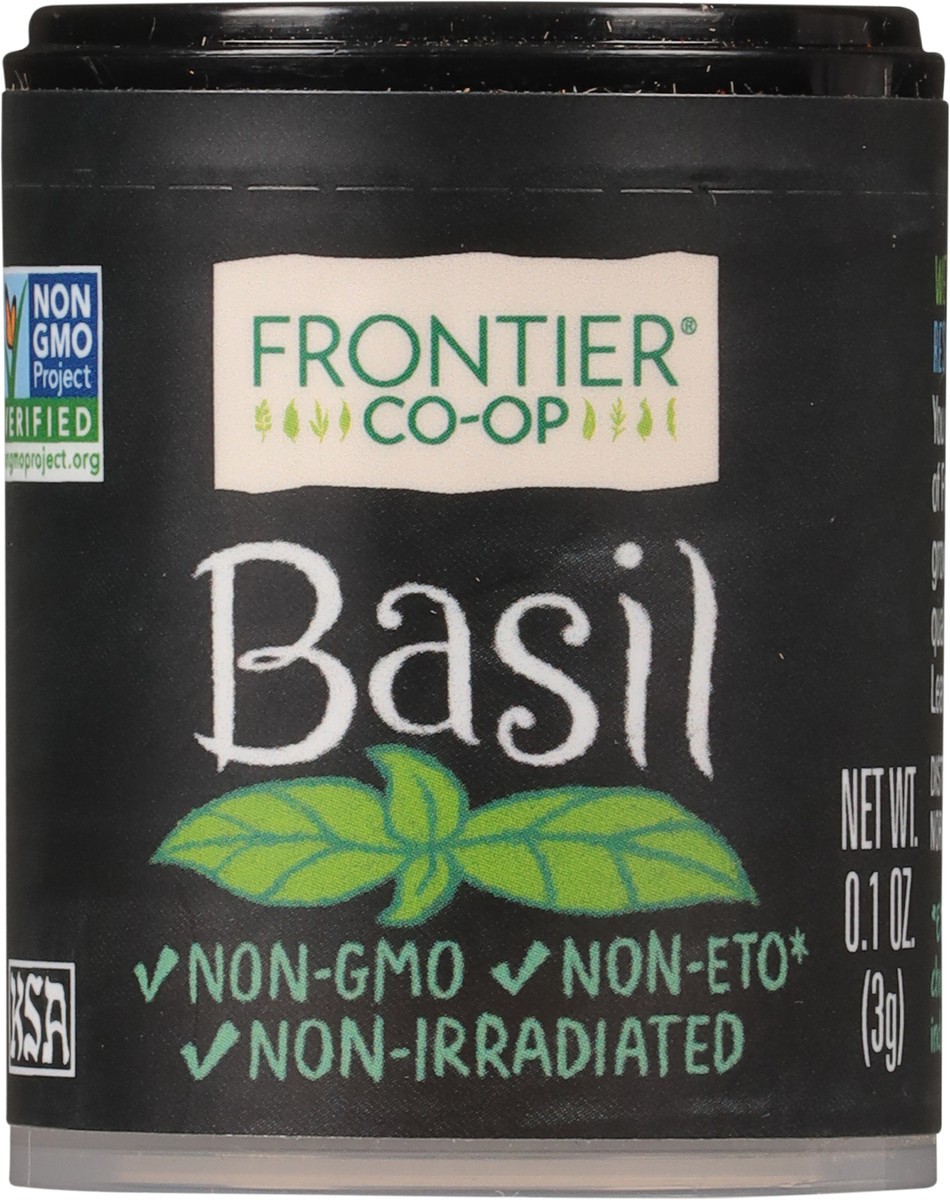 FRONTIER®
CO-OP
Basil
✓NON-GMO ✓NON-ETO*
✓NON-IRRADIATED
NET WT.
0.1 OZ.
(3g)
NON
GMO
Project
VERIFIED
KSA